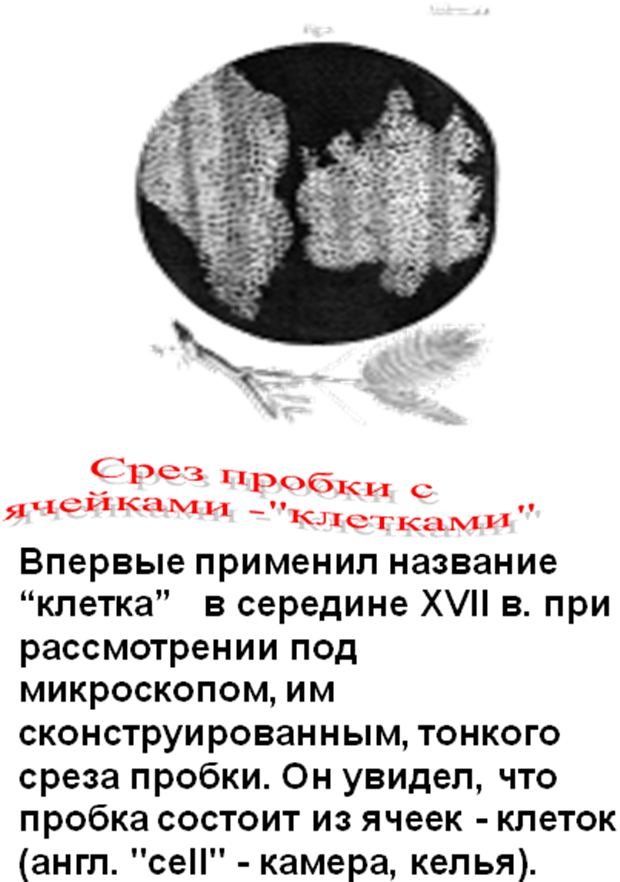 Срез пробки с
ячейками -"клетками"
Впервые применил название
“клетка” в середине XVII в. при
рассмотрении под
микроскопом, им
сконструированным, тонкого
среза пробки. Он увидел, что
пробка состоит из ячеек - клеток
(англ. "cell" - камера, келья).